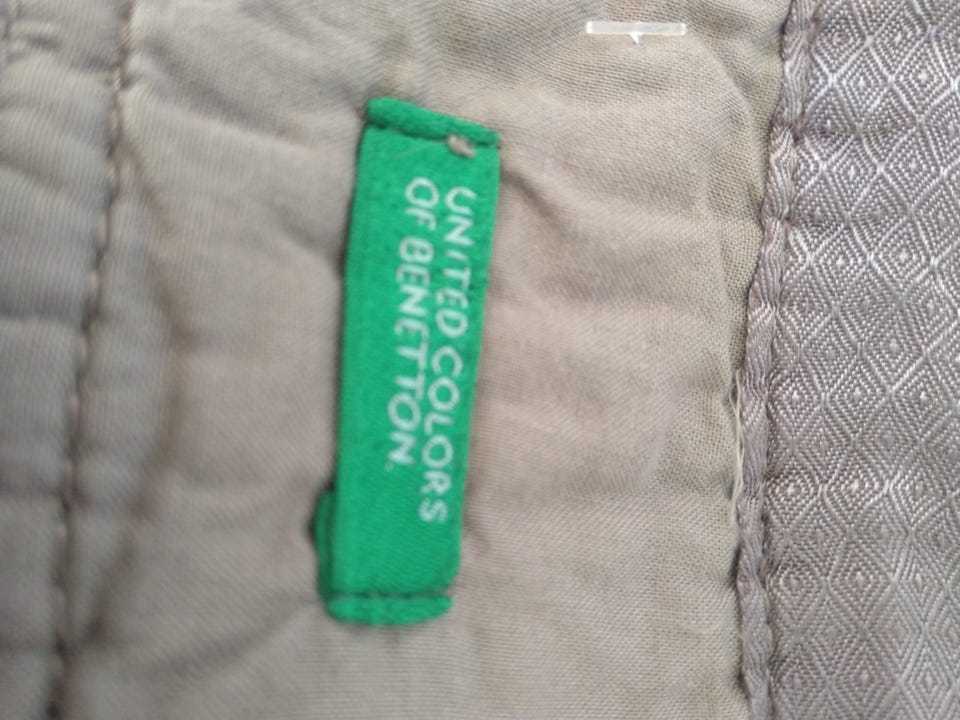 UNITED COLORS
OF BENETTON.